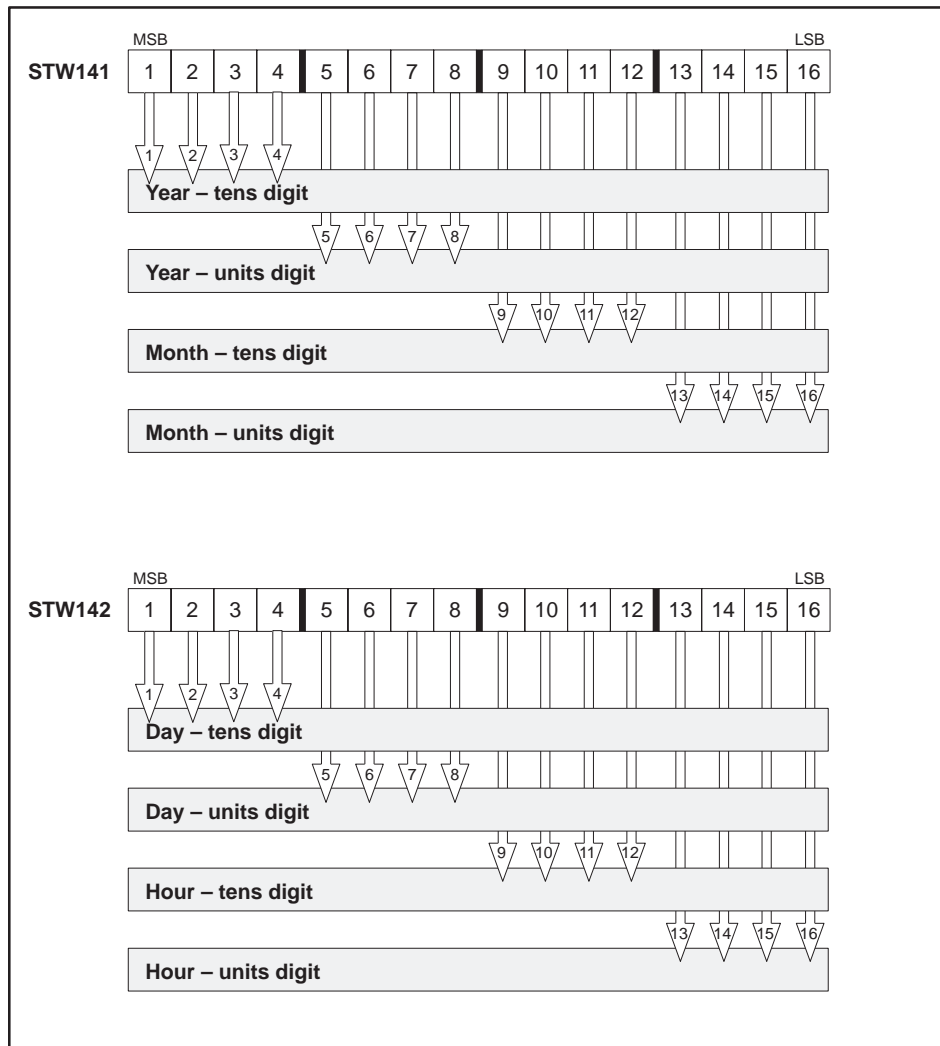 MSB LSB
STW141 1 2 3 4 5 6 7 8 9 10 11 12 13 14 15 16
1 2 3 4
Year – tens digit
5 6 7 8
Year – units digit
9 10 11 12
Month – tens digit
13 14 15 16
Month – units digit
MSB LSB
STW142 1 2 3 4 5 6 7 8 9 10 11 12 13 14 15 16
1 2 3 4
Day – tens digit
5 6 7 8
Day – units digit
9 10 11 12
Hour – tens digit
13 14 15 16
Hour – units digit